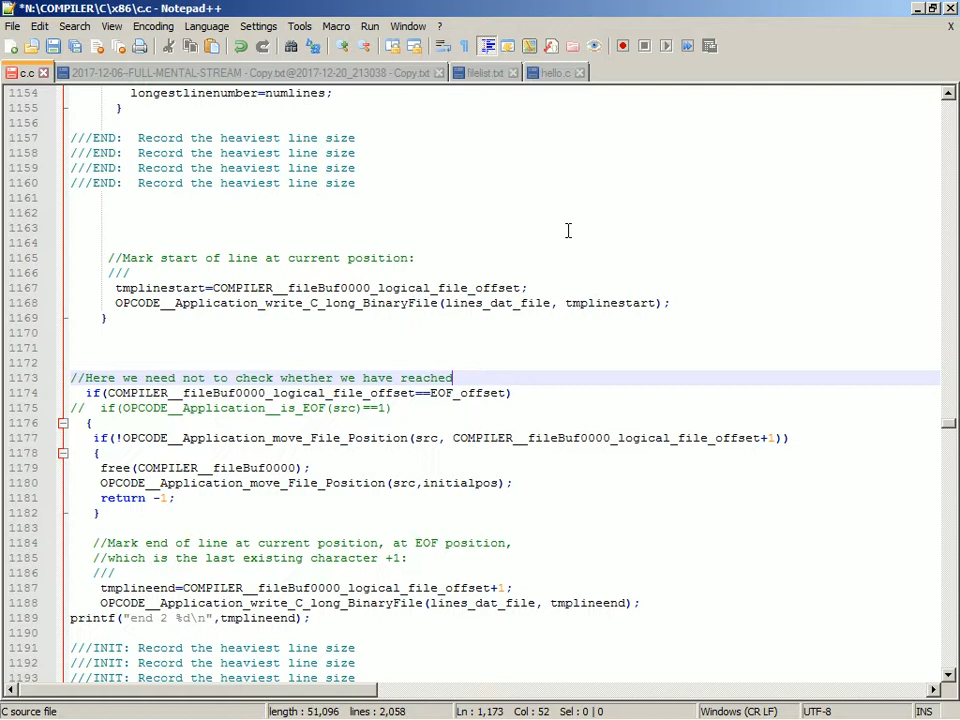 *N:\COMPILER\C\x86\c.c - Notepad++
File Edit Search View Encoding Language Settings Tools Macro Run Window ? X
c.c 2017-12-06--FULL-MENTAL-STREAM - Copy.txt@2017-12-20_213038 - Copy.txt filelist.txt hello.c
1154 longestlinenumber=numlines;
1155 }
1156
1157 ///END: Record the heaviest line size
1158 ///END: Record the heaviest line size
1159 ///END: Record the heaviest line size
1160 ///END: Record the heaviest line size
1161
1162
1163
1164
1165 //Mark start of line at current position:
1166 ///
1167 tmplinestart=COMPILER__fileBuf0000_logical_file_offset;
1168 OPCODE__Application_write_C_long_BinaryFile(lines_dat_file, tmplinestart);
1169 }
1170
1171
1172
1173 //Here we need not to check whether we have reached
1174 if(COMPILER__fileBuf0000_logical_file_offset==EOF_offset)
1175 // if(OPCODE__Application__is_EOF(src)==1)
1176 {
1177 if(!OPCODE__Application_move_File_Position(src, COMPILER__fileBuf0000_logical_file_offset+1))
1178 {
1179 free(COMPILER__fileBuf0000);
1180 OPCODE__Application_move_File_Position(src,initialpos);
1181 return -1;
1182 }
1183
1184 //Mark end of line at current position, at EOF position,
1185 //which is the last existing character +1:
1186 ///
1187 tmplineend=COMPILER__fileBuf0000_logical_file_offset+1;
1188 OPCODE__Application_write_C_long_BinaryFile(lines_dat_file, tmplineend);
1189 printf("end 2 %d\n",tmplineend);
1190
1191 ///INIT: Record the heaviest line size
1192 ///INIT: Record the heaviest line size
1193 ///INIT: Record the heaviest line size
C source file length : 51,096 lines : 2,058 Ln : 1,173 Col : 52 Sel : 0 | 0 Windows (CR LF) UTF-8 INS